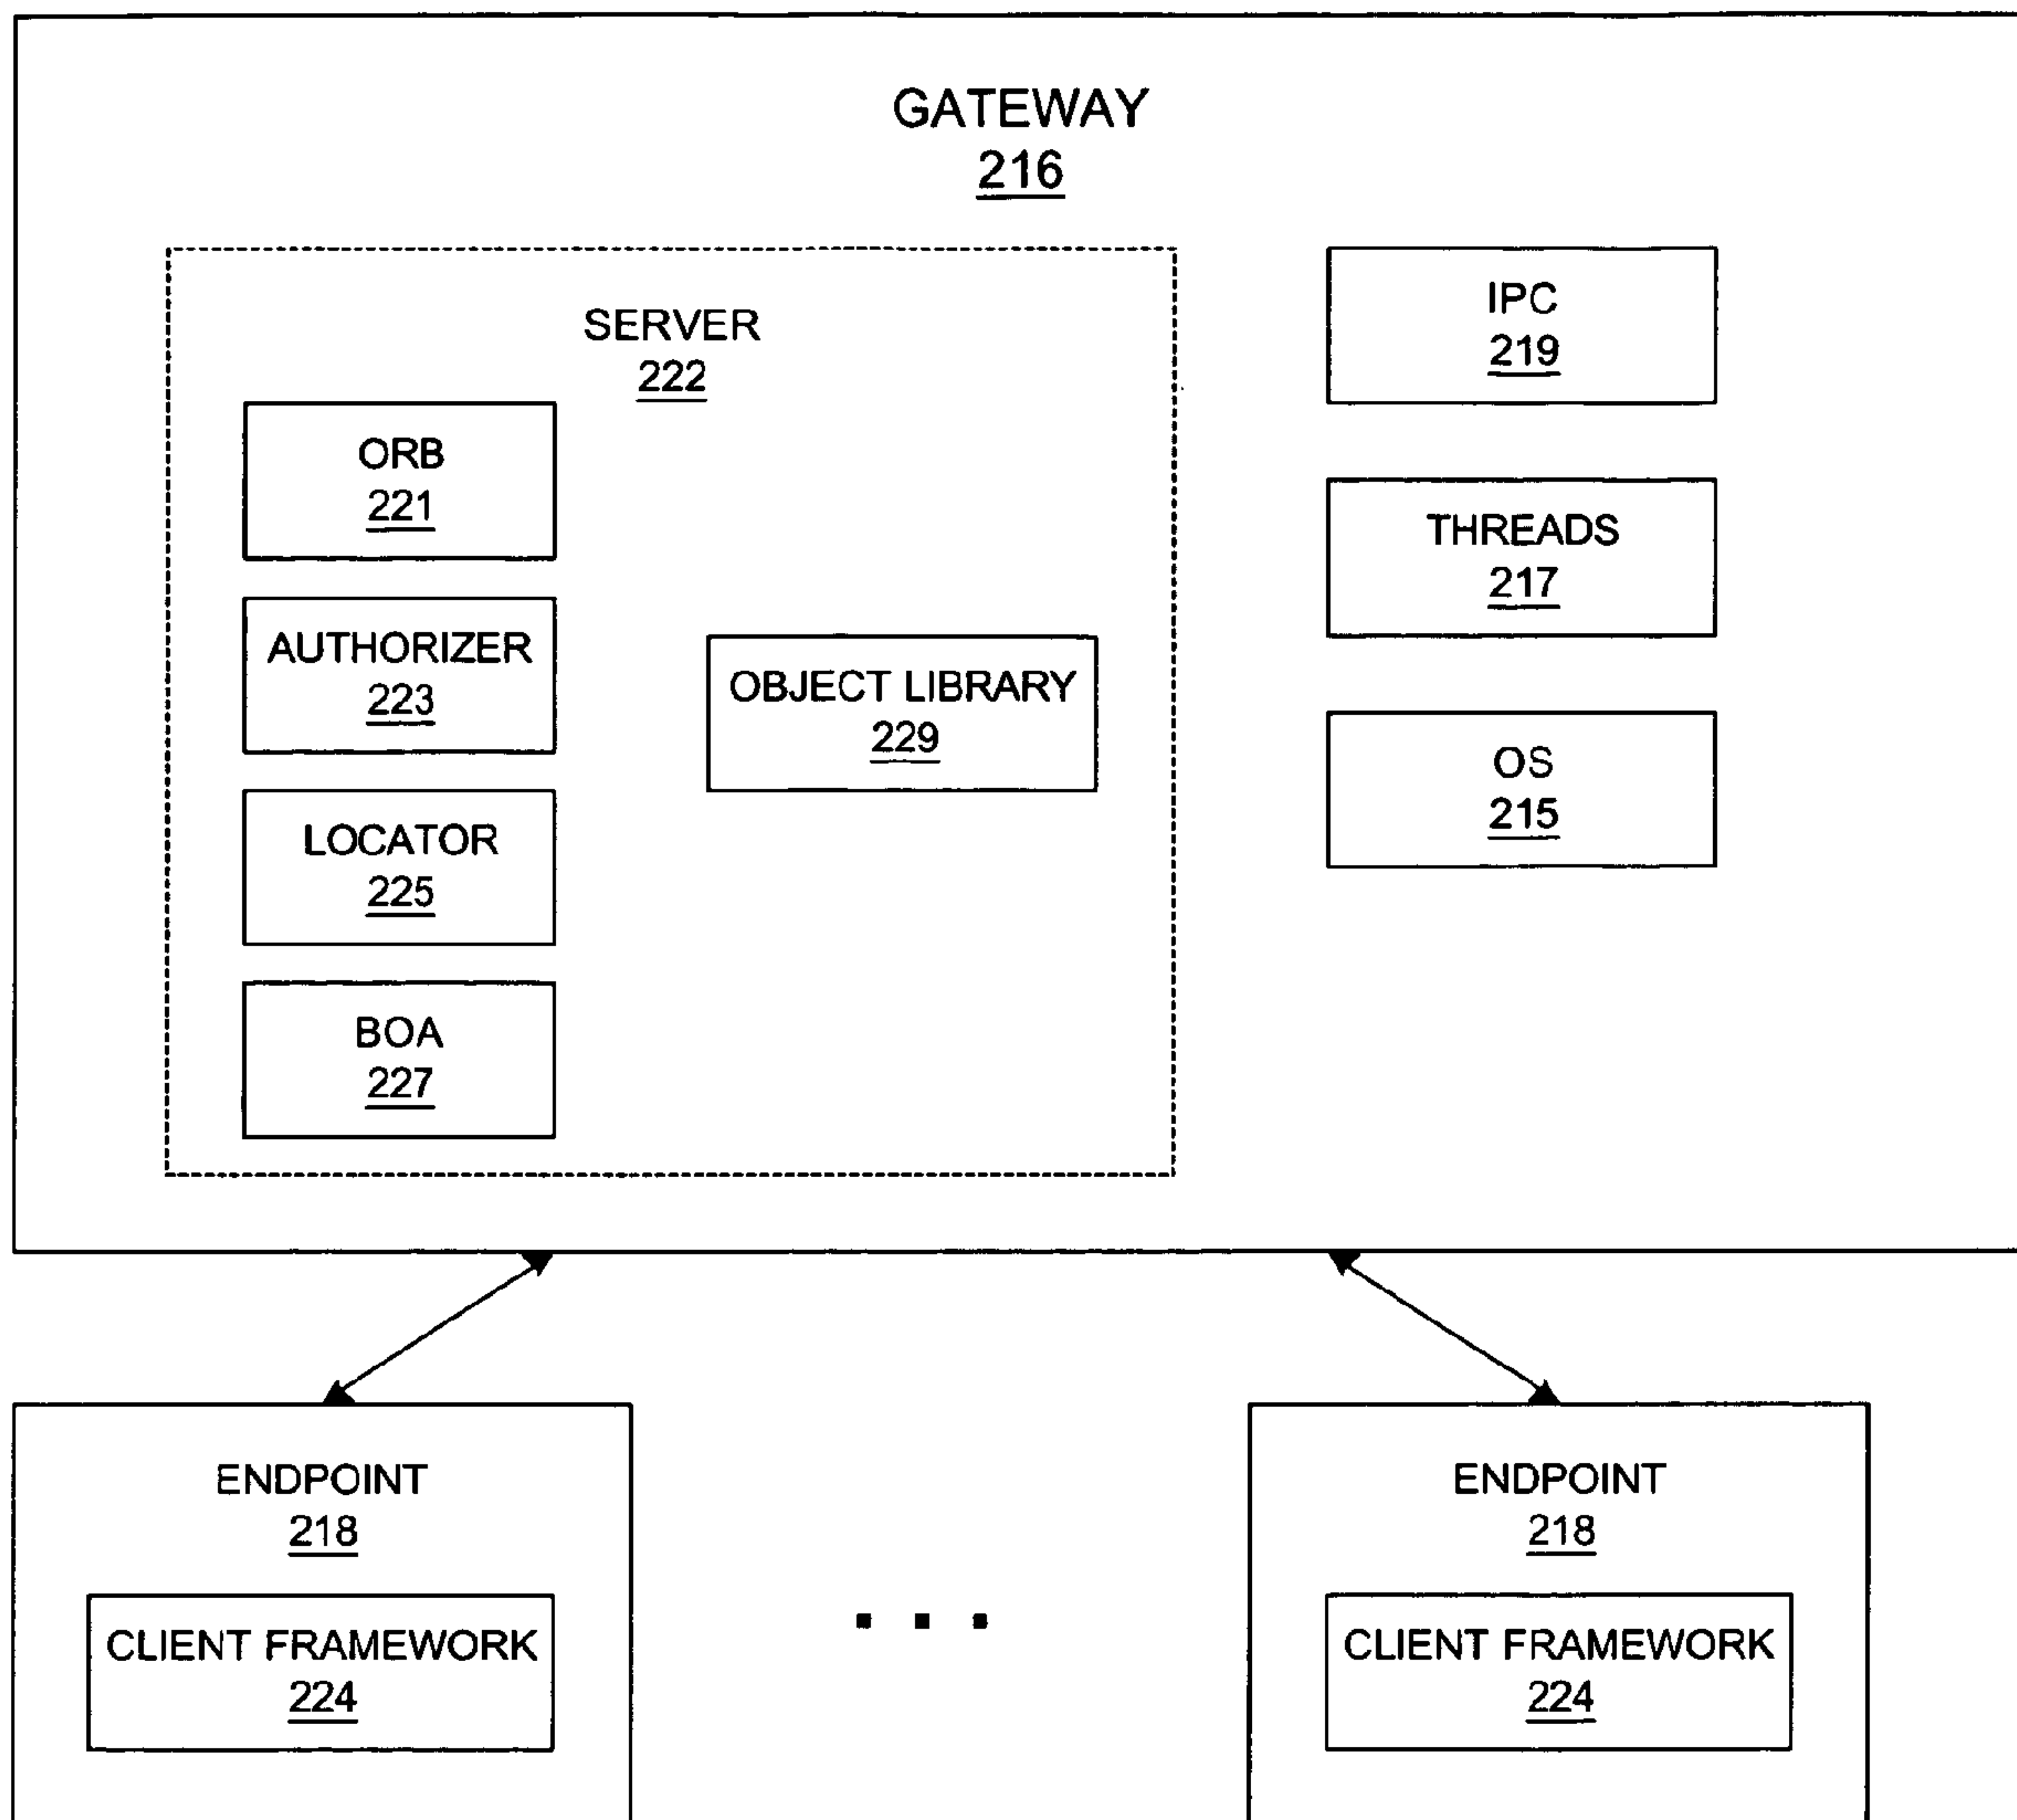 GATEWAY
216
SERVER
222
ORB
221
AUTHORIZER
223
LOCATOR
225
BOA
227
OBJECT LIBRARY
229
IPC
219
THREADS
217
OS
215
ENDPOINT
218
CLIENT FRAMEWORK
224
. . .
ENDPOINT
218
CLIENT FRAMEWORK
224